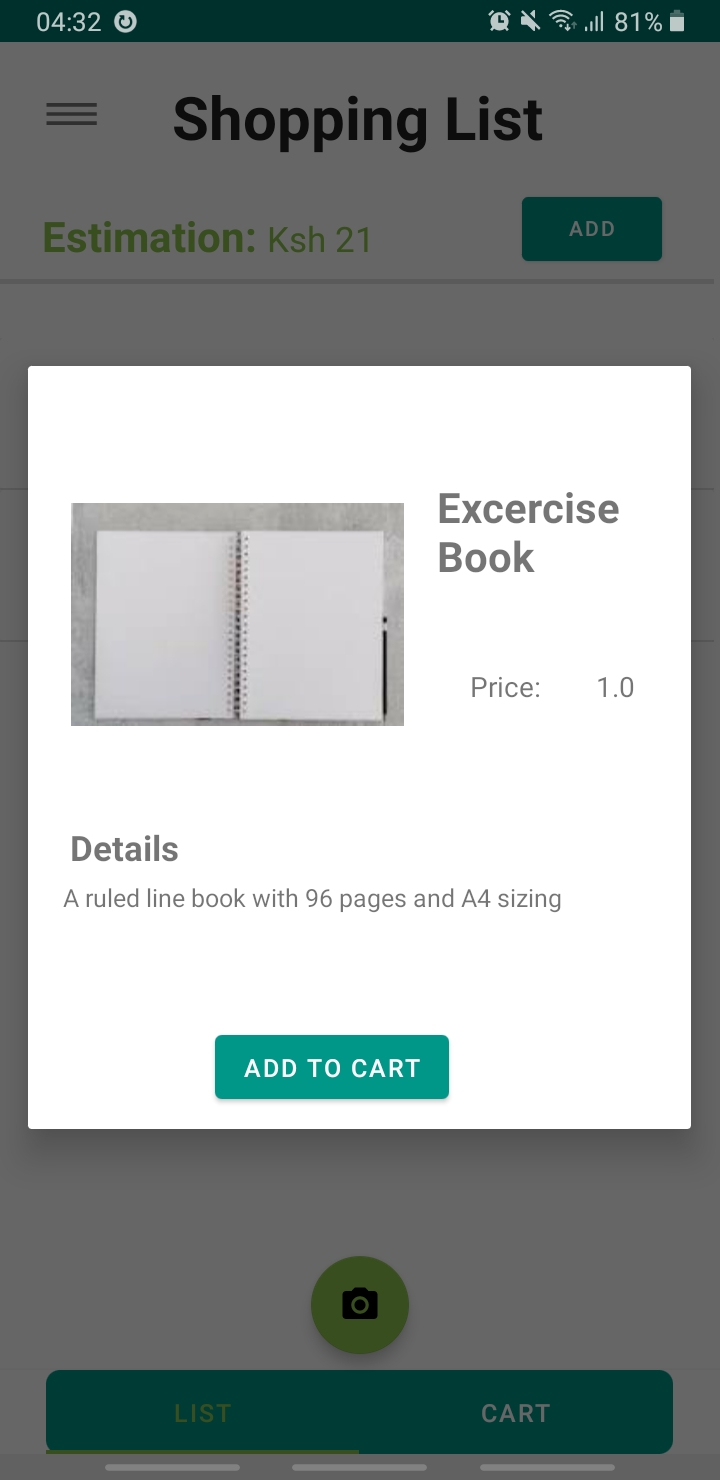 04:32 81%
Shopping List
Estimation: Ksh 21
ADD
Excercise
Book
Price: 1.0
Details
A ruled line book with 96 pages and A4 sizing
ADD TO CART
LIST CART